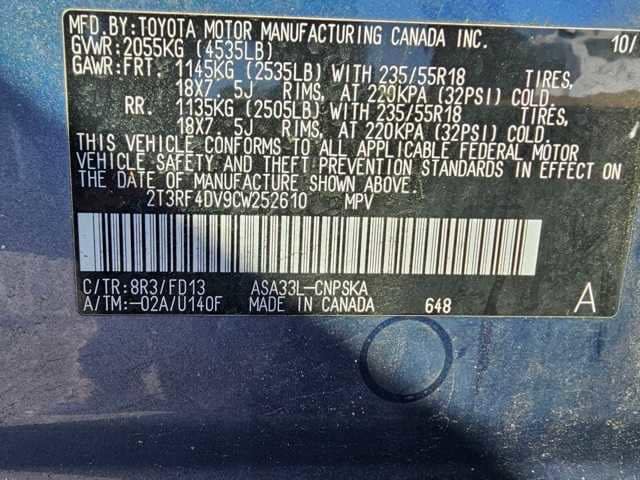 MFD.BY: TOYOTA MOTOR MANUFACTURING CANADA INC. 10/
GVWR:2055KG (4535LB)
GAWR:FRT. 1145KG (2535LB) WITH 235/55R18 TIRES,
18X7.5J RIMS, AT 220KPA (32PSI) COLD.
RR. 1135KG (2505LB) WITH 235/55R18 TIRES,
18X7.5J RIMS, AT 220KPA (32PSI) COLD.
THIS VEHICLE CONFORMS TO ALL APPLICABLE FEDERAL MOTOR
VEHICLE SAFETY AND THEFT PREVENTION STANDARDS IN EFFECT ON
THE DATE OF MANUFACTURE SHOWN ABOVE.
2T3RF4DV9CW252610 MPV
C/TR:8R3/FD13 ASA33L-CNPSKA
A/TM:-02A/U140F MADE IN CANADA 648 A